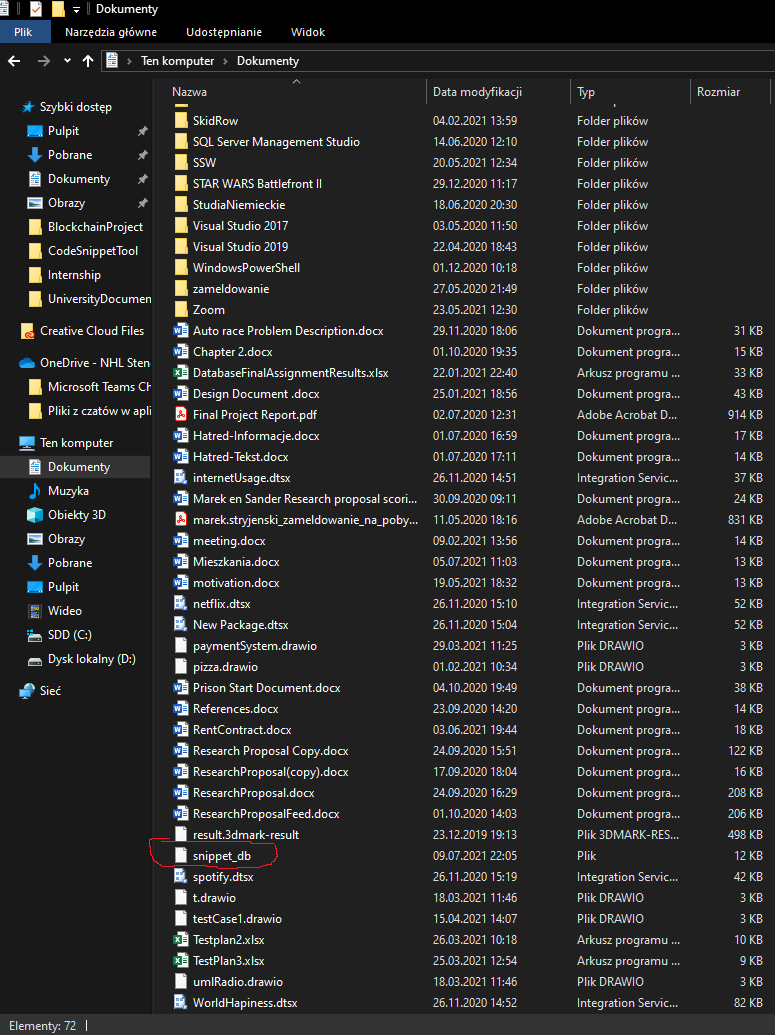 Dokumenty
Plik Narzędzia główne Udostępnianie Widok
Ten komputer Dokumenty
Nazwa Data modyfikacji Typ Rozmiar
Szybki dostęp
Pulpit
Pobrane
Dokumenty
Obrazy
BlockchainProject
CodeSnippetTool
Internship
UniversityDocumen
Creative Cloud Files
OneDrive - NHL Sten
Microsoft Teams Ch
Pliki z czatów w apli
Ten komputer
Dokumenty
Muzyka
Obiekty 3D
Obrazy
Pobrane
Pulpit
Wideo
SDD (C:)
Dysk lokalny (D:)
Sieć
SkidRow 04.02.2021 13:59 Folder plików
SQL Server Management Studio 14.06.2020 12:10 Folder plików
SSW 20.05.2021 12:34 Folder plików
STAR WARS Battlefront II 29.12.2020 11:17 Folder plików
StudiaNiemieckie 18.06.2020 20:30 Folder plików
Visual Studio 2017 03.05.2020 11:50 Folder plików
Visual Studio 2019 22.04.2020 18:43 Folder plików
WindowsPowerShell 01.12.2020 10:18 Folder plików
zameldowanie 27.05.2020 21:49 Folder plików
Zoom 23.05.2021 12:30 Folder plików
Auto race Problem Description.docx 29.11.2020 18:06 Dokument progra... 31 KB
Chapter 2.docx 01.10.2020 19:35 Dokument progra... 15 KB
DatabaseFinalAssignmentResults.xlsx 22.01.2021 22:40 Arkusz programu ... 33 KB
Design Document .docx 25.01.2021 18:56 Dokument progra... 43 KB
Final Project Report.pdf 02.07.2020 12:31 Adobe Acrobat D... 914 KB
Hatred-Informacje.docx 01.07.2020 16:59 Dokument progra... 17 KB
Hatred-Tekst.docx 01.07.2020 17:11 Dokument progra... 14 KB
internetUsage.dtsx 26.11.2020 14:51 Integration Servic... 37 KB
Marek en Sander Research proposal scori... 30.09.2020 09:11 Dokument progra... 24 KB
marek.stryjenski_zameldowanie_na_poby... 11.05.2020 18:16 Adobe Acrobat D... 831 KB
meeting.docx 09.02.2021 13:56 Dokument progra... 14 KB
Mieszkania.docx 05.07.2021 11:03 Dokument progra... 13 KB
motivation.docx 19.05.2021 18:32 Dokument progra... 13 KB
netflix.dtsx 26.11.2020 15:10 Integration Servic... 52 KB
New Package.dtsx 26.11.2020 15:04 Integration Servic... 52 KB
paymentSystem.drawio 29.03.2021 11:25 Plik DRAWIO 3 KB
pizza.drawio 01.02.2021 10:34 Plik DRAWIO 3 KB
Prison Start Document.docx 04.10.2020 19:49 Dokument progra... 38 KB
References.docx 23.09.2020 14:20 Dokument progra... 14 KB
RentContract.docx 03.06.2021 19:44 Dokument progra... 18 KB
Research Proposal Copy.docx 24.09.2020 15:51 Dokument progra... 122 KB
ResearchProposal(copy).docx 17.09.2020 18:04 Dokument progra... 16 KB
ResearchProposal.docx 24.09.2020 16:29 Dokument progra... 208 KB
ResearchProposalFeed.docx 01.10.2020 14:03 Dokument progra... 206 KB
result.3dmark-result 23.12.2019 19:13 Plik 3DMARK-RES... 498 KB
snippet_db 09.07.2021 22:05 Plik 12 KB
spotify.dtsx 26.11.2020 15:19 Integration Servic... 42 KB
t.drawio 18.03.2021 11:46 Plik DRAWIO 3 KB
testCase1.drawio 15.04.2021 14:07 Plik DRAWIO 3 KB
Testplan2.xlsx 26.03.2021 10:18 Arkusz programu ... 10 KB
TestPlan3.xlsx 25.03.2021 12:54 Arkusz programu ... 9 KB
umlRadio.drawio 18.03.2021 11:46 Plik DRAWIO 3 KB
WorldHapiness.dtsx 26.11.2020 14:52 Integration Servic... 82 KB
Elementy: 72